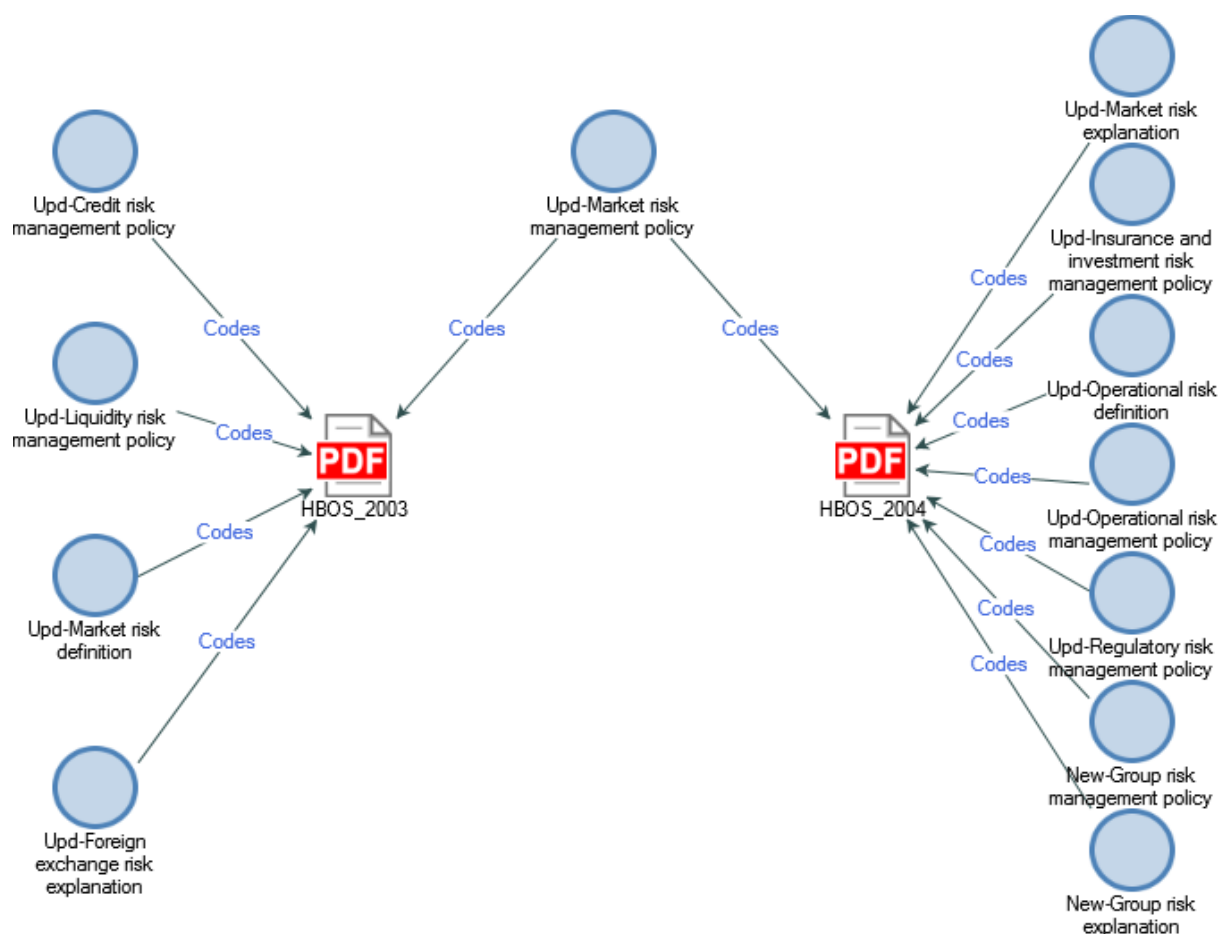 Upd-Credit risk
management policy
Upd-Liquidity risk
management policy
Upd-Market risk
definition
Upd-Foreign
exchange risk
explanation
Codes
Codes
Codes
Codes
PDF
HBOS_2003
Upd-Market risk
management policy
Codes
Codes
PDF
HBOS_2004
Codes
Codes
Codes
Codes
Codes
Codes
Codes
Upd-Market risk
explanation
Upd-Insurance and
investment risk
management policy
Upd-Operational risk
definition
Upd-Operational risk
management policy
Upd-Regulatory risk
management policy
New-Group risk
management policy
New-Group risk
explanation